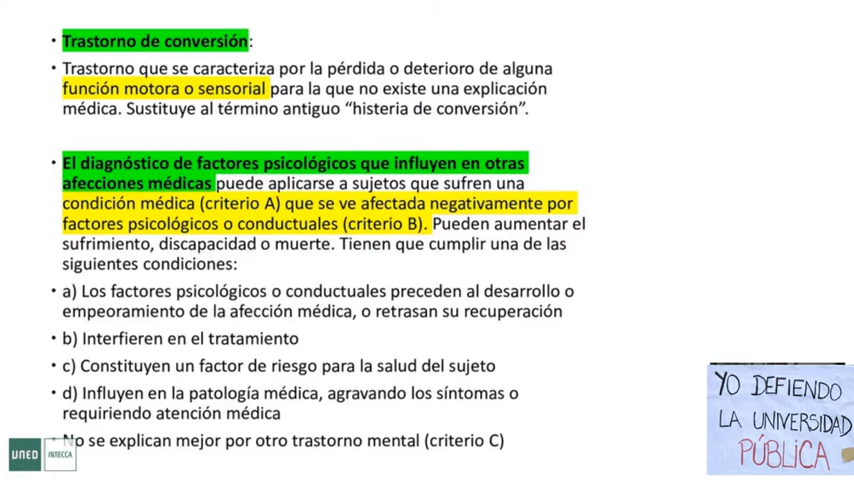 • Trastorno de conversión:
• Trastorno que se caracteriza por la pérdida o deterioro de alguna
función motora o sensorial para la que no existe una explicación
médica. Sustituye al término antiguo “histeria de conversión”.
• El diagnóstico de factores psicológicos que influyen en otras
afecciones médicas puede aplicarse a sujetos que sufren una
condición médica (criterio A) que se ve afectada negativamente por
factores psicológicos o conductuales (criterio B). Pueden aumentar el
sufrimiento, discapacidad o muerte. Tienen que cumplir una de las
siguientes condiciones:
• a) Los factores psicológicos o conductuales preceden al desarrollo o
empeoramiento de la afección médica, o retrasan su recuperación
• b) Interfieren en el tratamiento
• c) Constituyen un factor de riesgo para la salud del sujeto
• d) Influyen en la patología médica, agravando los síntomas o
requiriendo atención médica
No se explican mejor por otro trastorno mental (criterio C)
UNED INTECCA
YO DEFIENDO
LA UNIVERSIDAD
PÚBLICA